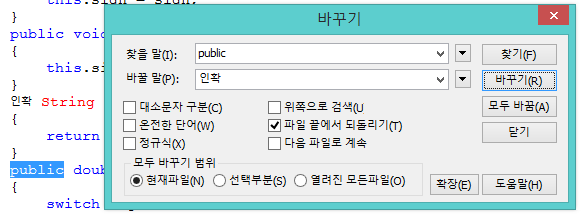 바꾸기
}
public void
{
찾을 말(I): public 찾기(F)
this.si
바꿀 말(P): 인확 바꾸기(R)
}
인확 String
대소문자 구분(C) 위쪽으로 검색(U 모두 바꿈(A)
{
온전한 단어(W) 파일 끝에서 되돌리기(T)
return
정규식(X) 다음 파일로 계속 닫기
}
모두 바꾸기 범위
public doub
현재파일(N) 선택부분(S) 열려진 모든파일(O) 확장(E) 도움말(H)
{
switch